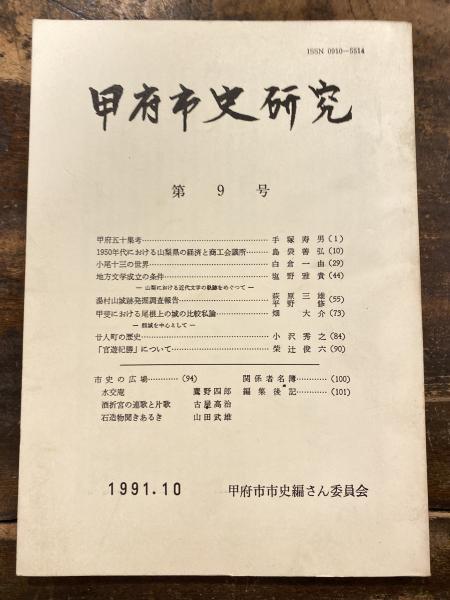 ISSN 0910−5514
甲府市史研究
第9号
甲府五十集考…………手塚寿男(1)
1950年代における山梨県の経済と商工会議所……島袋善弘(10)
小尾十三の世界…………白倉一由(29)
地方文学成立の条件…………塩野雅貴(44)
― 山梨における近代文学の軌跡をめぐって ―
湯村山城跡発掘調査報告…………萩原三雄 平野修(55)
甲斐における尾根上の城の比較私論…………畑大介(73)
― 館城を中心として ―
廿人町の歴史…………小沢秀之(84)
「官遊紀勝」について…………柴辻俊六(90)
市史の広場…………(94)
水交庵 鷹野四郎
酒折宮の連歌と片歌 古屋高治
石造物聞きあるき 山田武雄
関係者名簿…………(100)
編集後記…………(101)
1991.10
甲府市市史編さん委員会